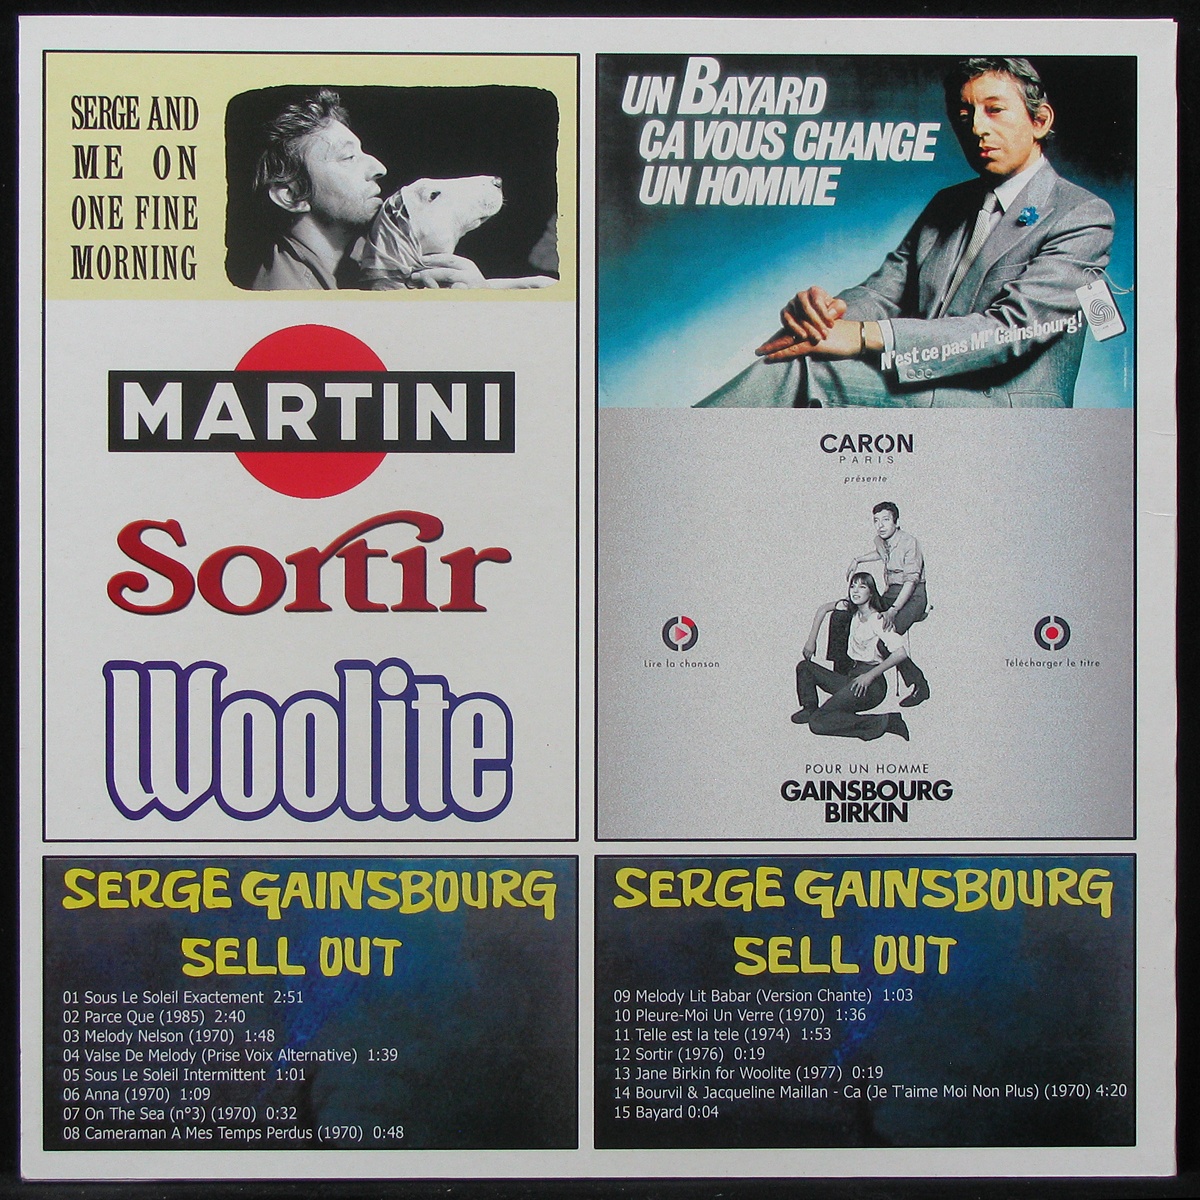 SERGE AND
ME ON
ONE FINE
MORNING
MARTINI
Sortir
Woolite
UN BAYARD
ÇA VOUS CHANGE
UN HOMME
N'est ce pas Mr Gainsbourg!
CARON
PARIS
présente
Lire la chanson
Télécharger le titre
POUR UN HOMME
GAINSBOURG
BIRKIN
SERGE GAINSBOURG
SELL OUT
01 Sous Le Soleil Exactement 2:51
02 Parce Que (1985) 2:40
03 Melody Nelson (1970) 1:48
04 Valse De Melody (Prise Voix Alternative) 1:39
05 Sous Le Soleil Intermittent 1:01
06 Anna (1970) 1:09
07 On The Sea (n°3) (1970) 0:32
08 Cameraman A Mes Temps Perdus (1970) 0:48
SERGE GAINSBOURG
SELL OUT
09 Melody Lit Babar (Version Chante) 1:03
10 Pleure-Moi Un Verre (1970) 1:36
11 Telle est la tele (1974) 1:53
12 Sortir (1976) 0:19
13 Jane Birkin for Woolite (1977) 0:19
14 Bourvil & Jacqueline Maillan - Ca (Je T'aime Moi Non Plus) (1970) 4:20
15 Bayard 0:04